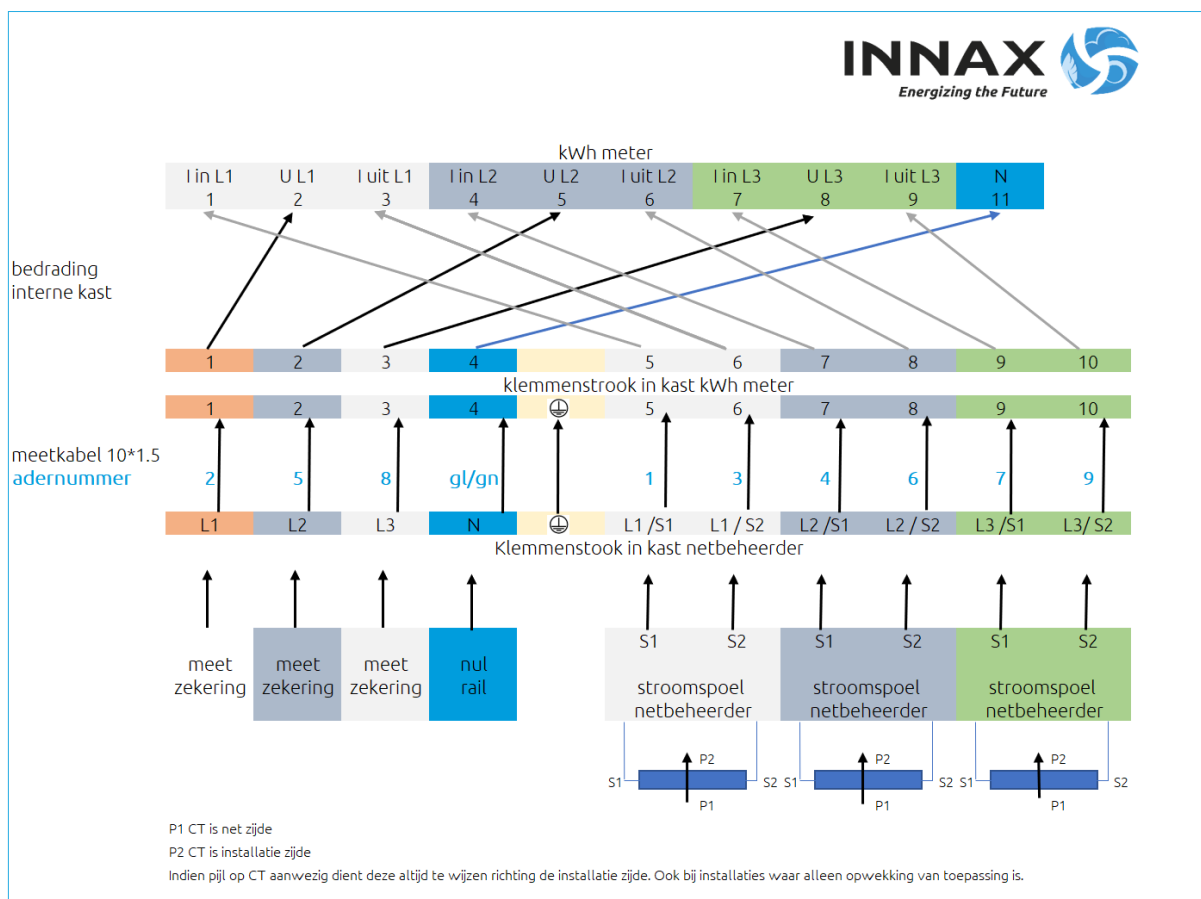 INNAX
Energizing the Future
kWh meter
I in L1 U L1 I uit L1 I in L2 U L2 I uit L2 I in L3 U L3 I uit L3 N
1 2 3 4 5 6 7 8 9 11
bedrading
interne kast
1 2 3 4 5 6 7 8 9 10
klemmenstrook in kast kWh meter
1 2 3 4 5 6 7 8 9 10
meetkabel 10*1.5
adernummer 2 5 8 gl/gn 1 3 4 6 7 9
L1 L2 L3 N L1 /S1 L1 / S2 L2 /S1 L2 / S2 L3 /S1 L3/ S2
Klemmenstook in kast netbeheerder
S1 S2 S1 S2 S1 S2
meet meet meet nul
zekering zekering zekering rail
stroomspoel stroomspoel stroomspoel
netbeheerder netbeheerder netbeheerder
P2 P2 P2
S1 S2 S1 S2 S1 S2
P1 P1 P1
P1 CT is net zijde
P2 CT is installatie zijde
Indien pijl op CT aanwezig dient deze altijd te wijzen richting de installatie zijde. Ook bij installaties waar alleen opwekking van toepassing is.